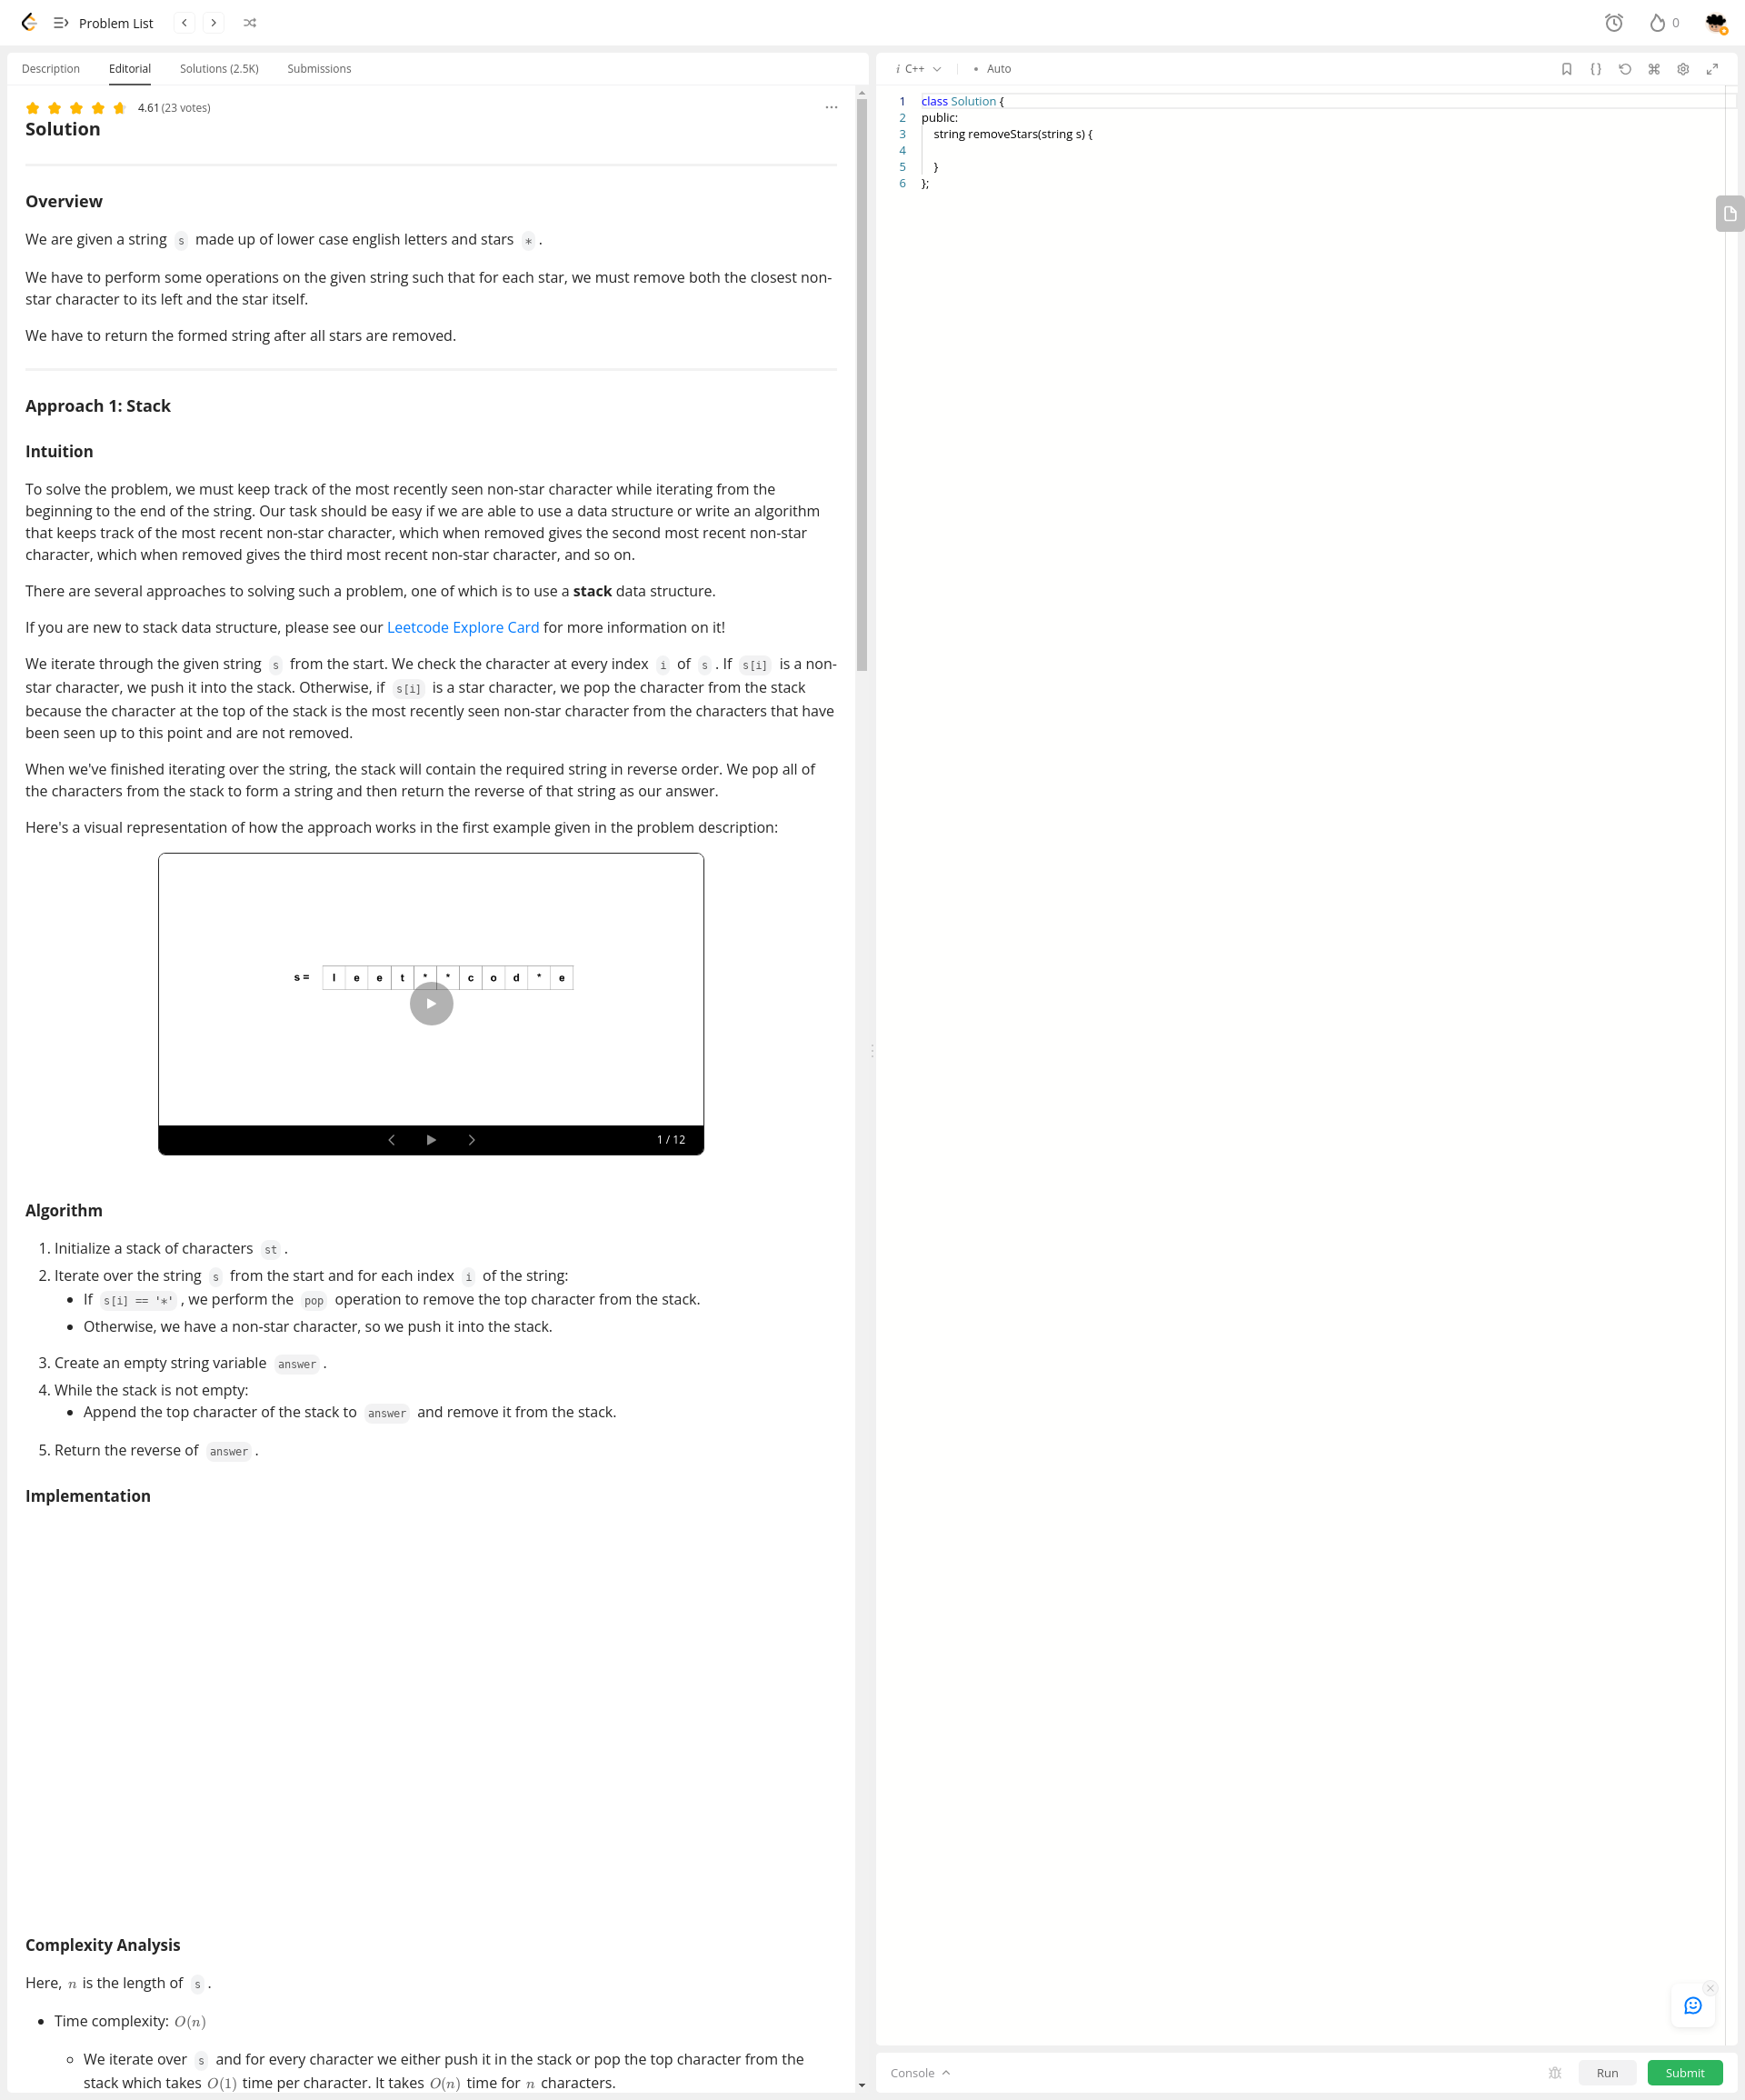 Problem List
0
Description Editorial Solutions (2.5K) Submissions
4.61 (23 votes)
Solution
Overview
We are given a string s made up of lower case english letters and stars * .
We have to perform some operations on the given string such that for each star, we must remove both the closest non-
star character to its left and the star itself.
We have to return the formed string after all stars are removed.
Approach 1: Stack
Intuition
To solve the problem, we must keep track of the most recently seen non-star character while iterating from the
beginning to the end of the string. Our task should be easy if we are able to use a data structure or write an algorithm
that keeps track of the most recent non-star character, which when removed gives the second most recent non-star
character, which when removed gives the third most recent non-star character, and so on.
There are several approaches to solving such a problem, one of which is to use a stack data structure.
If you are new to stack data structure, please see our Leetcode Explore Card for more information on it!
We iterate through the given string s from the start. We check the character at every index i of s . If s[i] is a non-
star character, we push it into the stack. Otherwise, if s[i] is a star character, we pop the character from the stack
because the character at the top of the stack is the most recently seen non-star character from the characters that have
been seen up to this point and are not removed.
When we've finished iterating over the string, the stack will contain the required string in reverse order. We pop all of
the characters from the stack to form a string and then return the reverse of that string as our answer.
Here's a visual representation of how the approach works in the first example given in the problem description:
s = l e e t * * c o d * e
1 / 12
Algorithm
1. Initialize a stack of characters st .
2. Iterate over the string s from the start and for each index i of the string:
• If s[i] == '*' , we perform the pop operation to remove the top character from the stack.
• Otherwise, we have a non-star character, so we push it into the stack.
3. Create an empty string variable answer .
4. While the stack is not empty:
• Append the top character of the stack to answer and remove it from the stack.
5. Return the reverse of answer .
Implementation
Complexity Analysis
Here, n is the length of s .
• Time complexity: O(n)
◦ We iterate over s and for every character we either push it in the stack or pop the top character from the
stack which takes O(1) time per character. It takes O(n) time for n characters.
i C++ • Auto
1 class Solution {
2 public:
3 string removeStars(string s) {
4
5 }
6 };
Console Run Submit